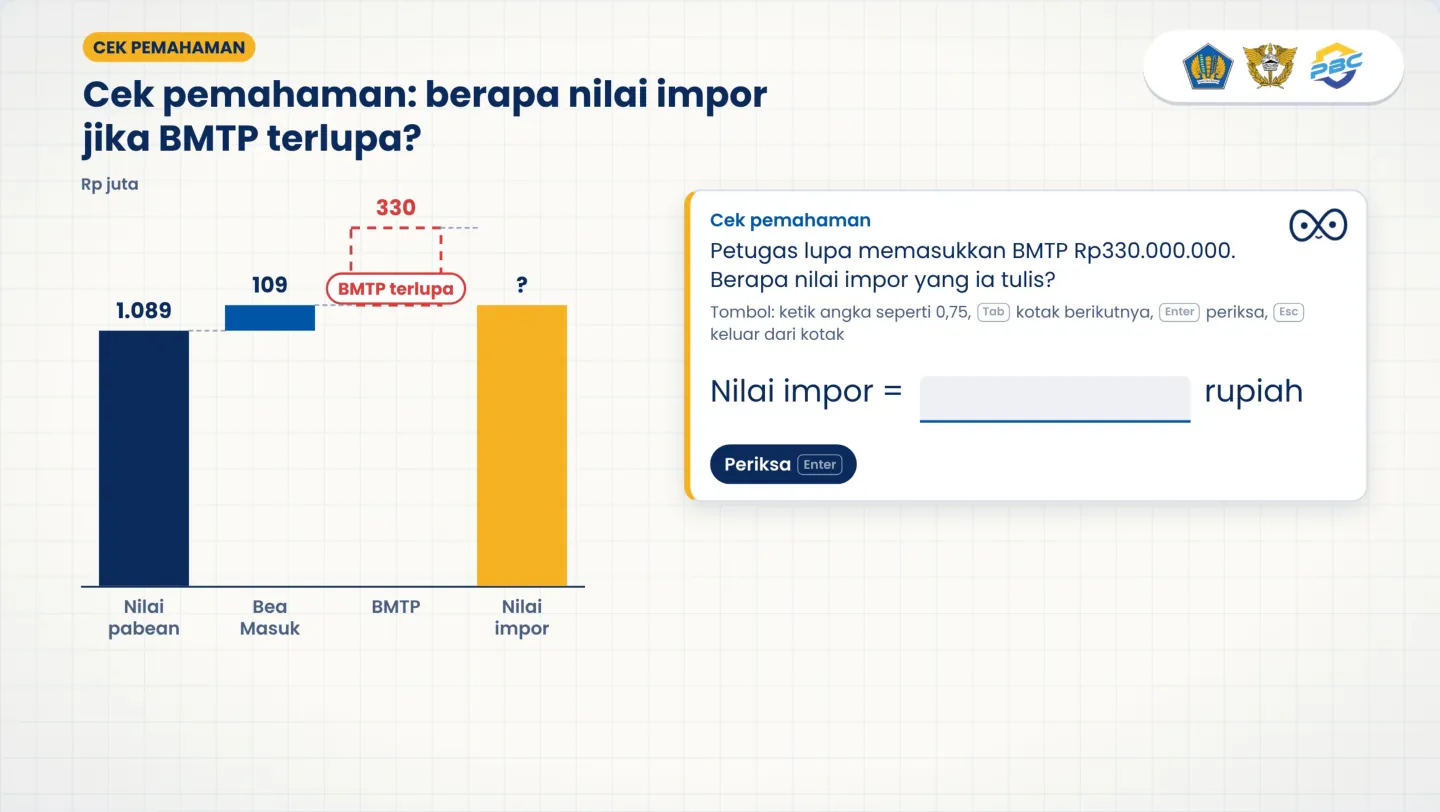 CEK PEMAHAMAN
Cek pemahaman: berapa nilai impor
jika BMTP terlupa?
Rp juta
330
BMTP terlupa
109
?
1.089
Nilai
pabean
Bea
Masuk
BMTP
Nilai
impor
PBC
Cek pemahaman
Petugas lupa memasukkan BMTP Rp330.000.000.
Berapa nilai impor yang ia tulis?
Tombol: ketik angka seperti 0,75, Tab kotak berikutnya, Enter periksa, Esc
keluar dari kotak
Nilai impor = rupiah
Periksa Enter